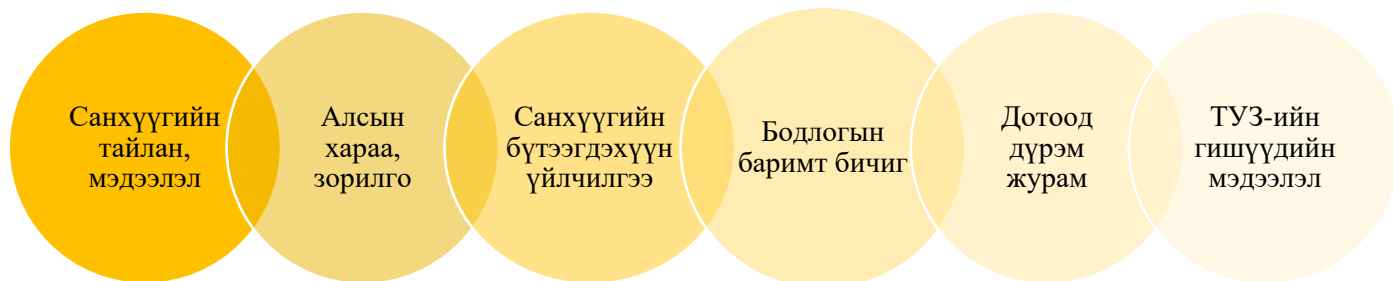 Санхүүгийн
тайлан,
мэдээлэл
Алсын
хараа,
зорилго
Санхүүгийн
бүтээгдэхүүн
үйлчилгээ
Бодлогын
баримт бичиг
Дотоод
дүрэм
журам
ТУЗ-ийн
гишүүдийн
мэдээлэл